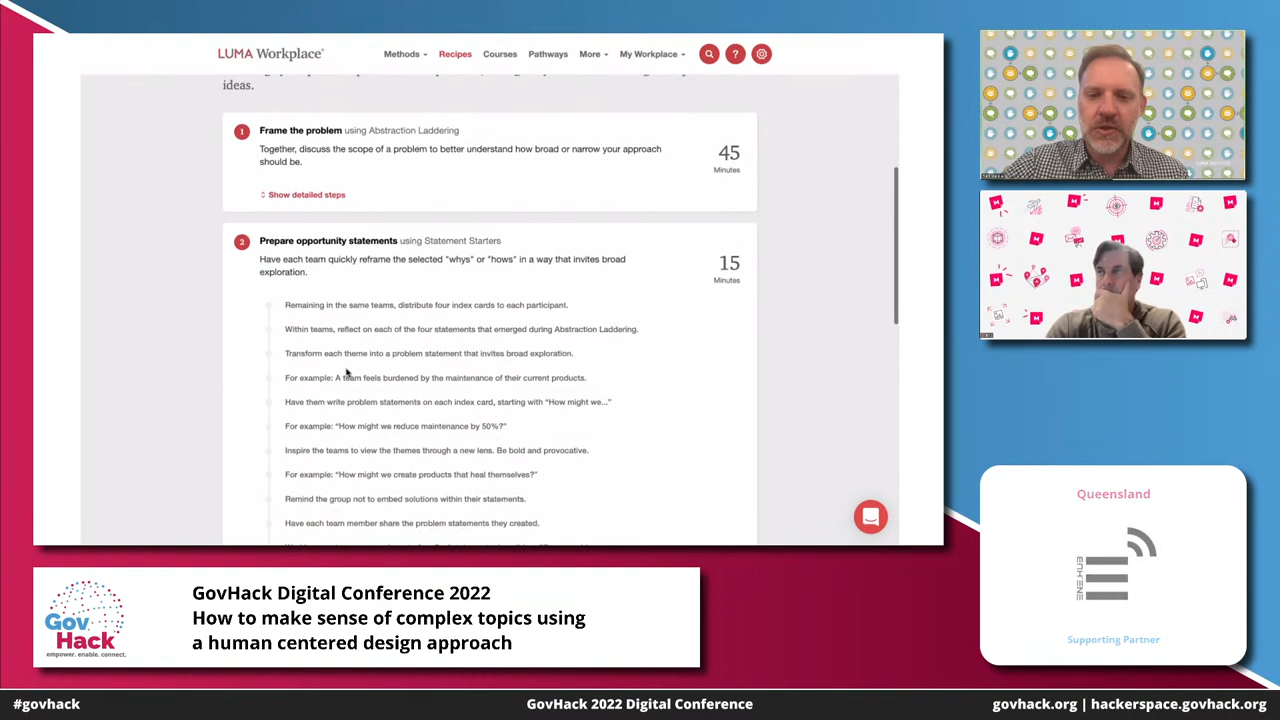 LUMA Workplace
Methods
Recipes
Courses
Pathways
More
My Workplace
?
ideas.
1
Frame the problem using Abstraction Laddering
Together, discuss the scope of a problem to better understand how broad or narrow your approach
should be.
45
Minutes
Show detailed steps
2
Prepare opportunity statements using Statement Starters
Have each team quickly reframe the selected "whys" or "hows" in a way that invites broad
exploration.
15
Minutes
Remaining in the same teams, distribute four index cards to each participant.
Within teams, reflect on each of the four statements that emerged during Abstraction Laddering.
Transform each theme into a problem statement that invites broad exploration.
For example: A team feels burdened by the maintenance of their current products.
Have them write problem statements on each index card, starting with “How might we...”
For example: “How might we reduce maintenance by 50%?”
Inspire the teams to view the themes through a new lens. Be bold and provocative.
For example: “How might we create products that heal themselves?”
Remind the group not to embed solutions within their statements.
Have each team member share the problem statements they created.
Queensland
Supporting Partner
Gov
Hack
empower. enable. connect.
GovHack Digital Conference 2022
How to make sense of complex topics using
a human centered design approach
#govhack
GovHack 2022 Digital Conference
govhack.org | hackerspace.govhack.org